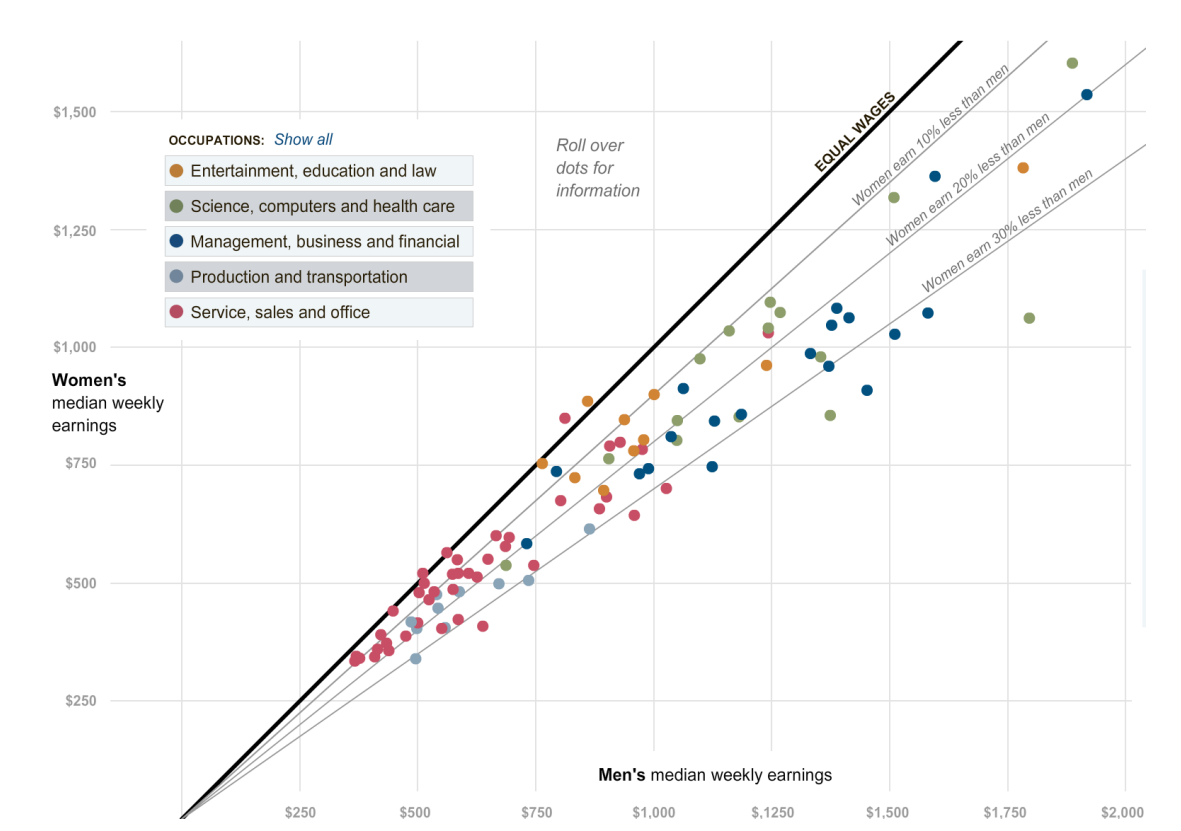 $1,500
$1,250
$1,000
$750
$500
$250
OCCUPATIONS: Show all
Entertainment, education and law
Science, computers and health care
Management, business and financial
Production and transportation
Service, sales and office
Roll over
dots for
information
EQUAL WAGES
Women earn 10% less than men
Women earn 20% less than men
Women earn 30% less than men
Women's
median weekly
earnings
Men's median weekly earnings
$250
$500
$750
$1,000
$,1250
$1,500
$1,750
$2,000